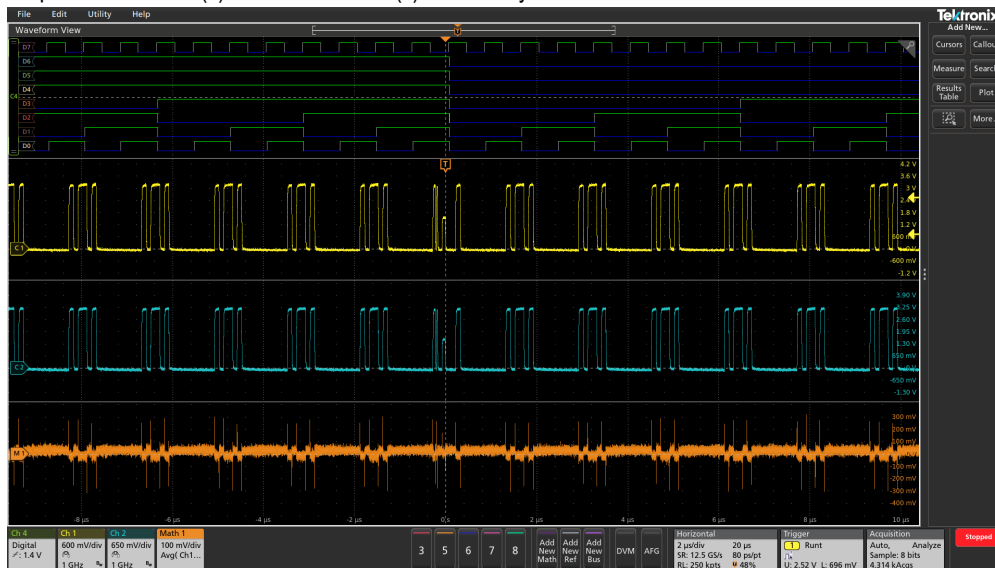 File Edit Utility Help
Tektronix
Waveform View
Add New...
T
D7
D6
D5
D4
C4
D3
D2
D1
D0
Cursors
Measure
Results Table
Plot
More...
T
4.2 V
3.6 V
3 V
1.8 V
1.2 V
-600 mV
-1.2 V
C1
3.90 V
3.25 V
2.60 V
1.95 V
1.30 V
650 mV
-650 mV
-1.30 V
C2
300 mV
200 mV
100 mV
-100 mV
-200 mV
-300 mV
-400 mV
M1
-8 µs -6 µs -4 µs -2 µs 0 s 2 µs 4 µs 6 µs 8 µs 10 µs
Ch 4
Digital
: 1.4 V
Ch 1
600 mV/div
1 GHz
Ch 2
650 mV/div
1 GHz
Math 1
100 mV/div
Avg( Ch1...
3 5 6 7 8
Add New Math
Add New Ref
Add New Bus
DVM
AFG
Horizontal
2 µs/div 20 µs
SR: 12.5 GS/s 80 ps/pt
RL: 250 kpts 48%
Trigger
1 Runt
U: 2.52 V L: 696 mV
Acquisition
Auto, Analyze
Sample: 8 bits
4.314 kAcqs
Stopped